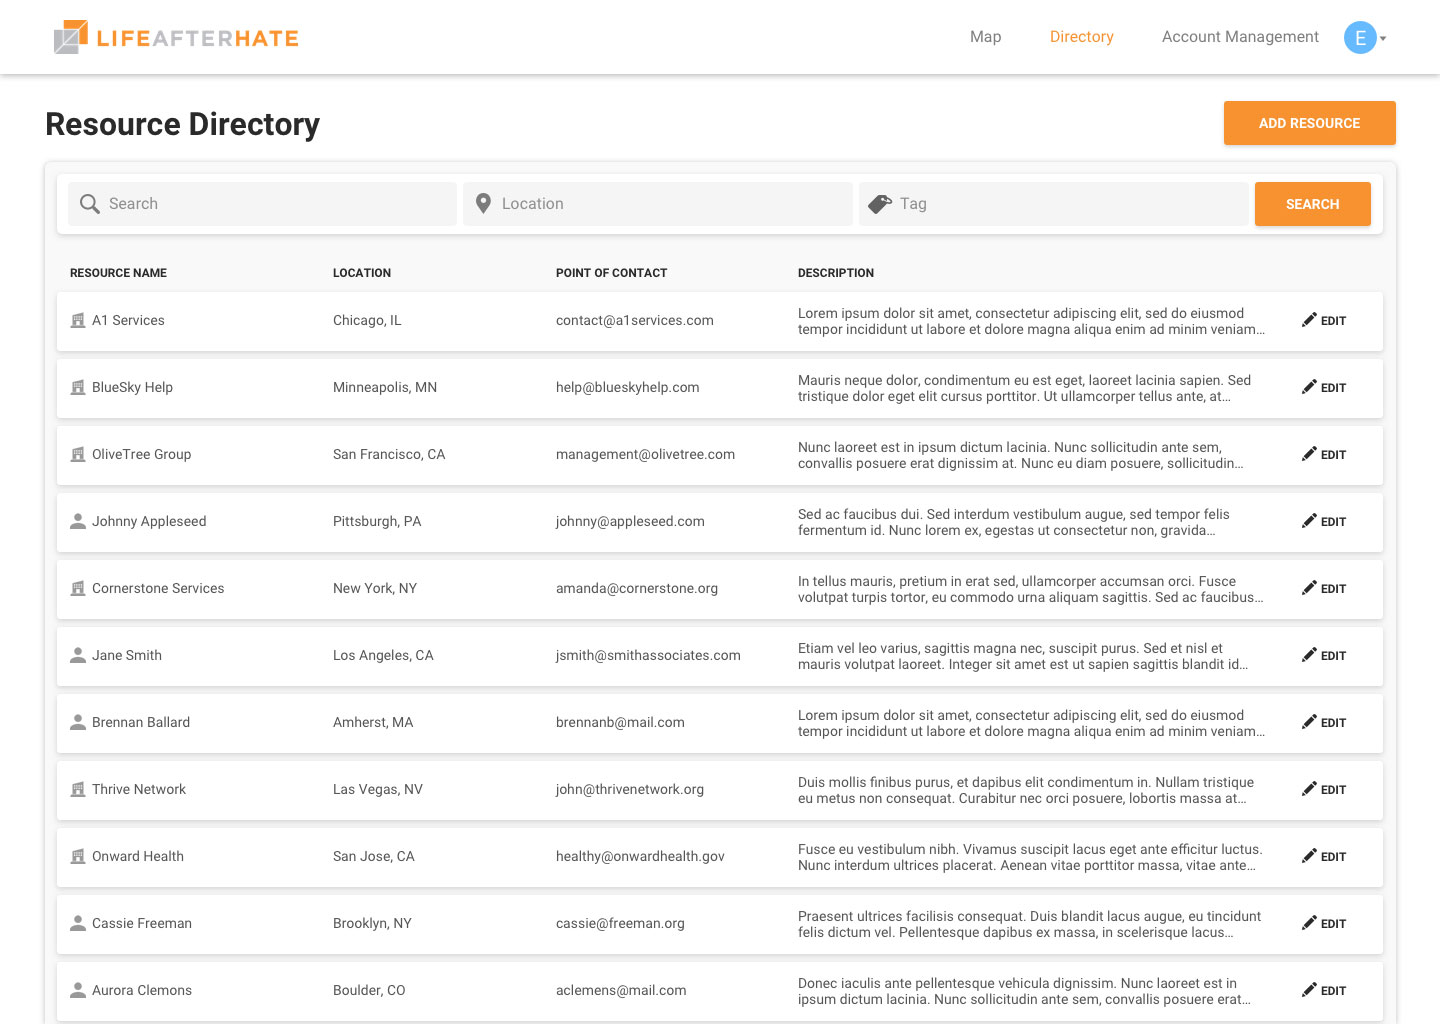 LIFEAFTERHATE
Map Directory Account Management E
Resource Directory
ADD RESOURCE
Search Location Tag SEARCH
RESOURCE NAME LOCATION POINT OF CONTACT DESCRIPTION
A1 Services Chicago, IL contact@a1services.com Lorem ipsum dolor sit amet, consectetur adipiscing elit, sed do eiusmod
tempor incididunt ut labore et dolore magna aliqua enim ad minim veniam... EDIT
BlueSky Help Minneapolis, MN help@blueskyhelp.com Mauris neque dolor, condimentum eu est eget, laoreet lacinia sapien. Sed
tristique dolor eget elit cursus porttitor. Ut ullamcorper tellus ante, at... EDIT
OliveTree Group San Francisco, CA management@olivetree.com Nunc laoreet est in ipsum dictum lacinia. Nunc sollicitudin ante sem,
convallis posuere erat dignissim at. Nunc eu diam posuere, sollicitudin... EDIT
Johnny Appleseed Pittsburgh, PA johnny@appleseed.com Sed ac faucibus dui. Sed interdum vestibulum augue, sed tempor felis
fermentum id. Nunc lorem ex, egestas ut consectetur non, gravida... EDIT
Cornerstone Services New York, NY amanda@cornerstone.org In tellus mauris, pretium in erat sed, ullamcorper accumsan orci. Fusce
volutpat turpis tortor, eu commodo urna aliquam sagittis. Sed ac faucibus... EDIT
Jane Smith Los Angeles, CA jsmith@smithassociates.com Etiam vel leo varius, sagittis magna nec, suscipit purus. Sed et nisl et
mauris volutpat laoreet. Integer sit amet est ut sapien sagittis blandit id... EDIT
Brennan Ballard Amherst, MA brennanb@mail.com Lorem ipsum dolor sit amet, consectetur adipiscing elit, sed do eiusmod
tempor incididunt ut labore et dolore magna aliqua enim ad minim veniam... EDIT
Thrive Network Las Vegas, NV john@thrivenetwork.org Duis mollis finibus purus, et dapibus elit condimentum in. Nullam tristique
eu metus non consequat. Curabitur nec orci posuere, lobortis massa at... EDIT
Onward Health San Jose, CA healthy@onwardhealth.gov Fusce eu vestibulum nibh. Vivamus suscipit lacus eget ante efficitur luctus.
Nunc interdum ultrices placerat. Aenean vitae porttitor massa, vitae ante... EDIT
Cassie Freeman Brooklyn, NY cassie@freeman.org Praesent ultrices facilisis consequat. Duis blandit lacus augue, eu tincidunt
felis dictum vel. Pellentesque dapibus ex massa, in scelerisque lacus... EDIT
Aurora Clemons Boulder, CO aclemens@mail.com Donec iaculis ante pellentesque vehicula dignissim. Nunc laoreet est in
ipsum dictum lacinia. Nunc sollicitudin ante sem, convallis posuere erat... EDIT